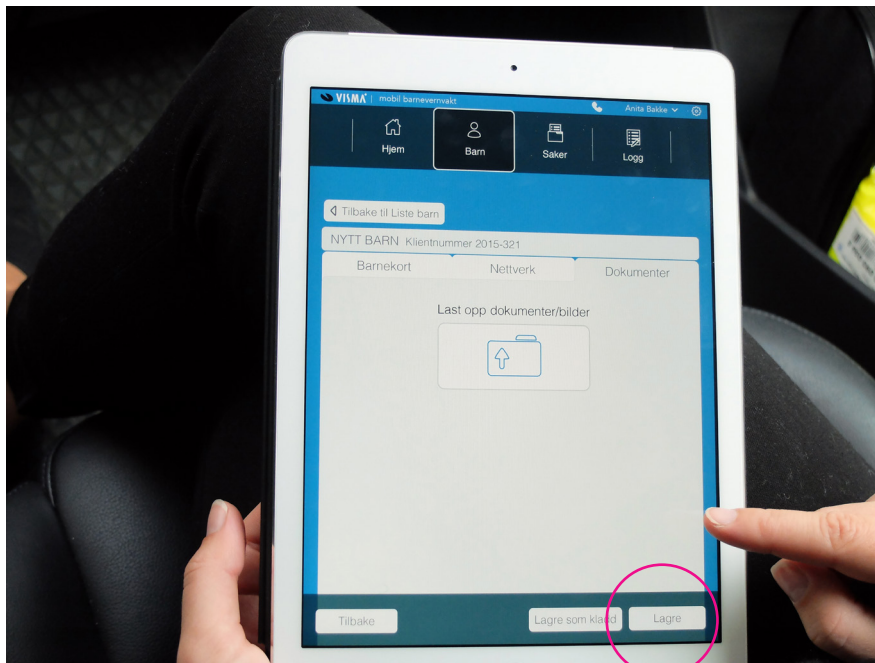 VISMA | mobil barnevernvakt
Anita Bakke
Hjem
Barn
Saker
Logg
Tilbake til Liste barn
NYTT BARN Klientnummer 2015-321
Barnekort
Nettverk
Dokumenter
Last opp dokumenter/bilder
Tilbake
Lagre som kladd
Lagre